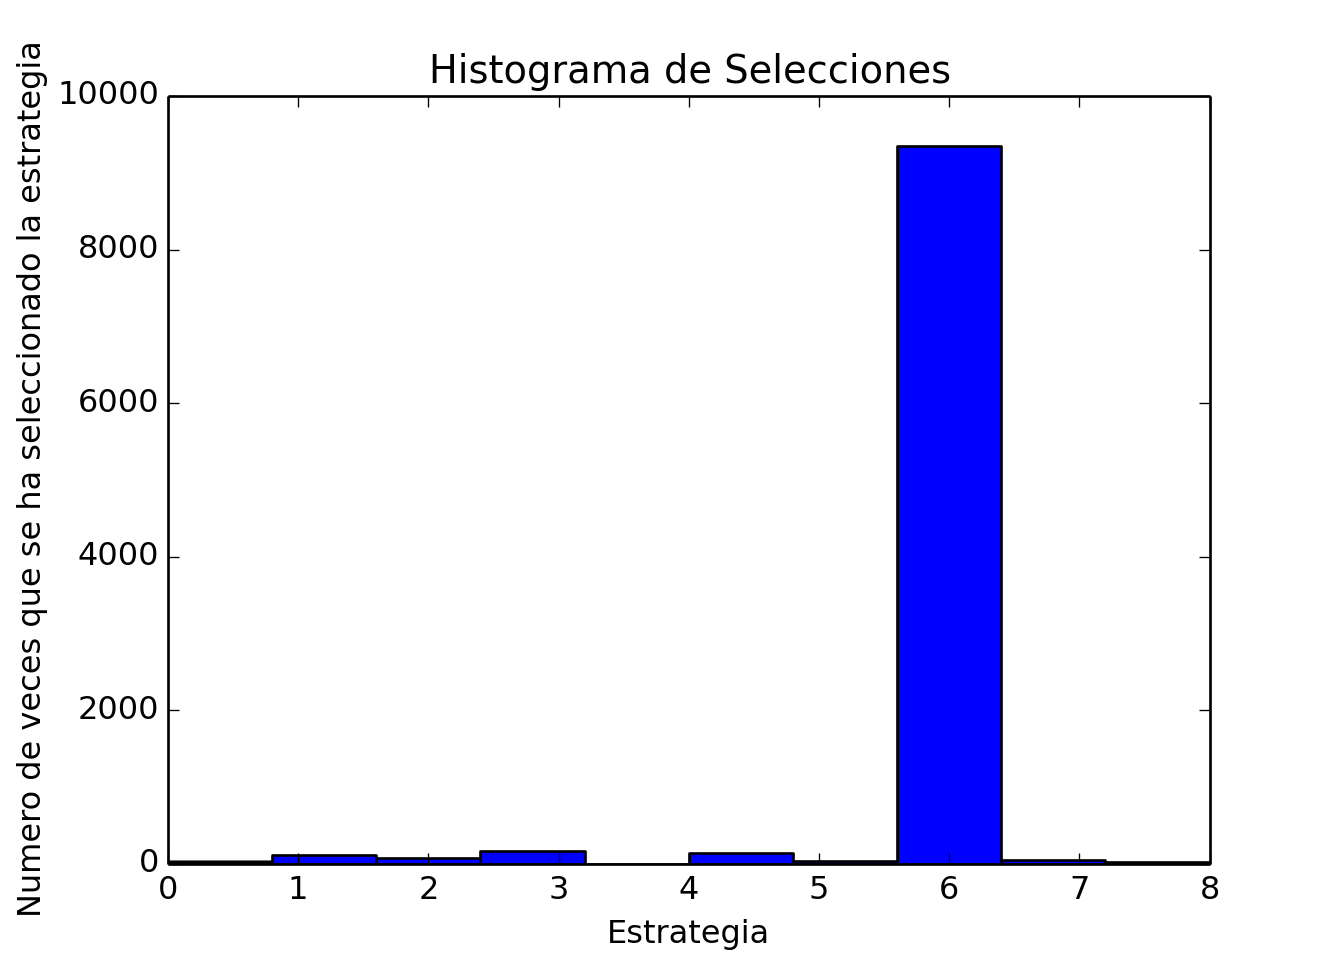 Histograma de Selecciones
Numero de veces que se ha seleccionado la estrategia
10000
8000
6000
4000
2000
0
0 1 2 3 4 5 6 7 8
Estrategia